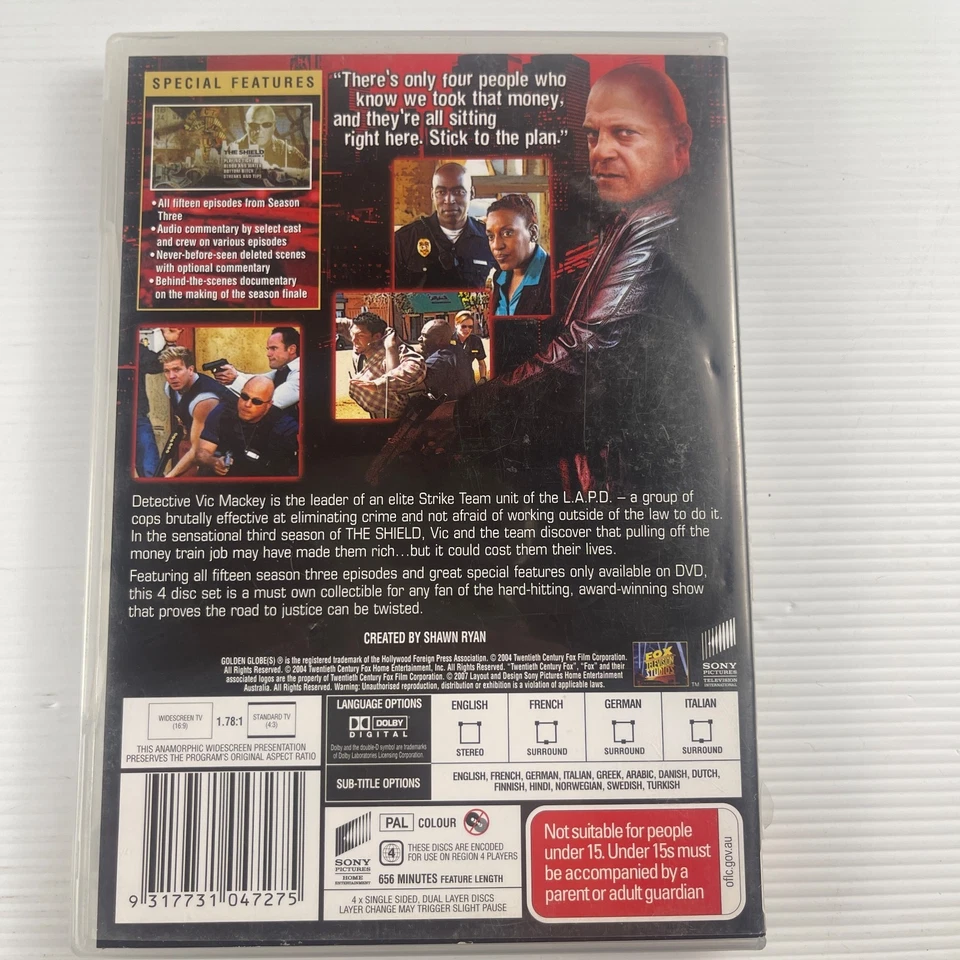 SPECIAL FEATURES
THE SHIELD
• All fifteen episodes from Season
Three
• Audio commentary by select cast
and crew on various episodes
• Never-before-seen deleted scenes
with optional commentary
• Behind-the-scenes documentary
on the making of the season finale
"There's only four people who
know we took that money,
and they're all sitting
right here. Stick to the plan."
Detective Vic Mackey is the leader of an elite Strike Team unit of the L.A.P.D. – a group of
cops brutally effective at eliminating crime and not afraid of working outside of the law to do it.
In the sensational third season of THE SHIELD, Vic and the team discover that pulling off the
money train job may have made them rich...but it could cost them their lives.
Featuring all fifteen season three episodes and great special features only available on DVD,
this 4 disc set is a must own collectible for any fan of the hard-hitting, award-winning show
that proves the road to justice can be twisted.
CREATED BY SHAWN RYAN
GOLDEN GLOBE(S) ® is the registered trademark of the Hollywood Foreign Press Association. © 2004 Twentieth Century Fox Film Corporation.
All Rights Reserved. © 2004 Twentieth Century Fox Home Entertainment, Inc. All Rights Reserved. "Twentieth Century Fox", "Fox" and their
associated logos are the property of Twentieth Century Fox Film Corporation. © 2007 Layout and Design Sony Pictures Home Entertainment
Australia. All Rights Reserved. Warning: Unauthorised reproduction, distribution or exhibition is a violation of applicable laws.
FOX
TELEVISION
STUDIOS
TM
SONY
PICTURES
TELEVISION
INTERNATIONAL
WIDESCREEN TV
(16:9)
1.78:1
STANDARD TV
(4:3)
THIS ANAMORPHIC WIDESCREEN PRESENTATION
PRESERVES THE PROGRAM'S ORIGINAL ASPECT RATIO
LANGUAGE OPTIONS
DOLBY
DIGITAL
Dolby and the double-D symbol are trademarks
of Dolby Laboratories Licensing Corporation.
ENGLISH
STEREO
FRENCH
SURROUND
GERMAN
SURROUND
ITALIAN
SURROUND
SUB-TITLE OPTIONS
ENGLISH, FRENCH, GERMAN, ITALIAN, GREEK, ARABIC, DANISH, DUTCH,
FINNISH, HINDI, NORWEGIAN, SWEDISH, TURKISH
9 317731 047275
SONY
PICTURES
HOME
ENTERTAINMENT
PAL COLOUR
4
THESE DISCS ARE ENCODED
FOR USE ON REGION 4 PLAYERS
656 MINUTES FEATURE LENGTH
4 x SINGLE SIDED, DUAL LAYER DISCS
LAYER CHANGE MAY TRIGGER SLIGHT PAUSE
Not suitable for people
under 15. Under 15s must
be accompanied by a
parent or adult guardian
oflc.gov.au